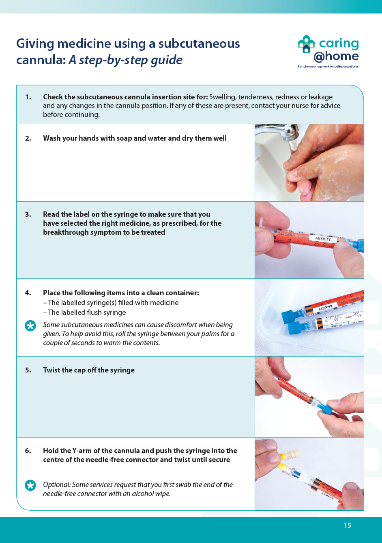 Giving medicine using a subcutaneous
cannula: A step-by-step guide
caring
@home
1. Check the subcutaneous cannula insertion site for: Swelling, tenderness, redness or leakage
and any changes in the cannula position. If any of these are present, contact your nurse for advice
before continuing.
2. Wash your hands with soap and water and dry them well
3. Read the label on the syringe to make sure that you
have selected the right medicine, as prescribed, for the
breakthrough symptom to be treated
4. Place the following items into a clean container:
– The labelled syringe(s) filled with medicine
– The labelled flush syringe
Some subcutaneous medicines can cause discomfort when being
given. To help avoid this, roll the syringe between your palms for a
couple of seconds to warm the contents.
5. Twist the cap off the syringe
6. Hold the Y-arm of the cannula and push the syringe into the
centre of the needle-free connector and twist until secure
Optional: Some services request that you first swab the end of the
needle-free connector with an alcohol wipe.
15